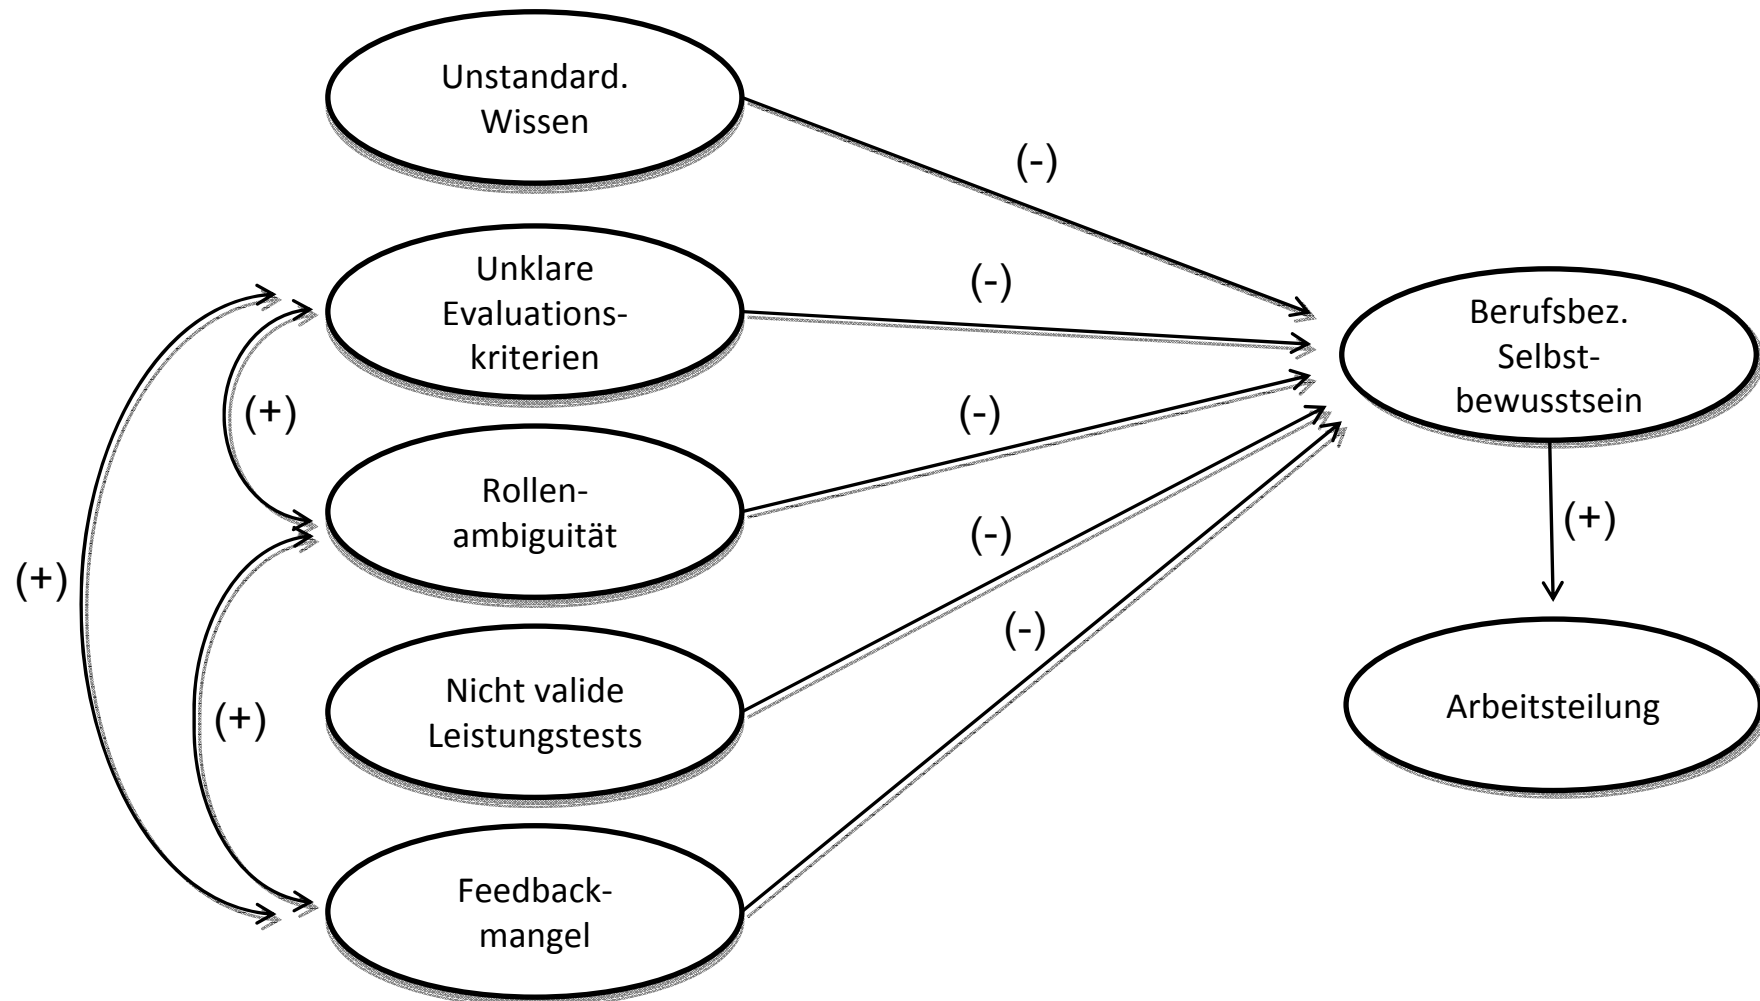 Unstandard.
Wissen
(-)
Unklare
Evaluations-
kriterien
(-)
Berufsbez.
Selbst-
bewusstsein
(+)
(-)
Rollen-
ambiguität
(-)
(+)
(+)
(-)
Nicht valide
Leistungstests
(+)
Arbeitsteilung
Feedback-
mangel